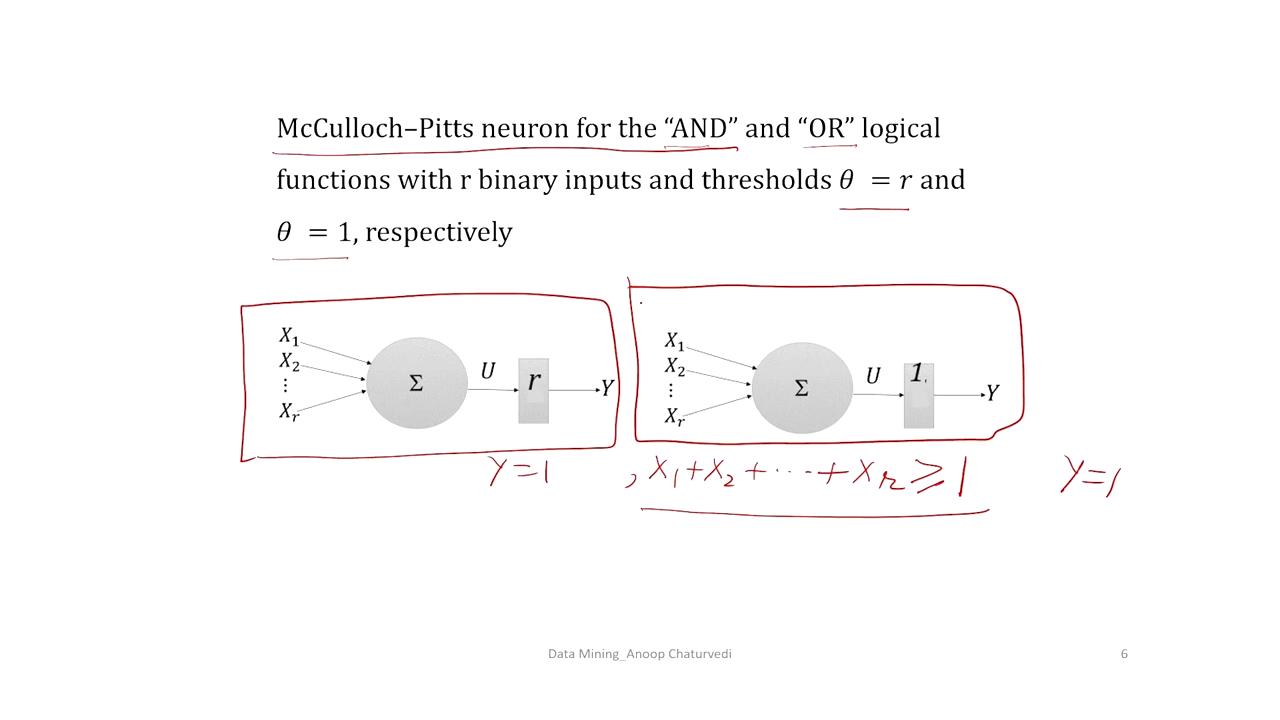 McCulloch–Pitts neuron for the “AND” and “OR” logical
functions with r binary inputs and thresholds θ = r and
θ = 1, respectively
X₁
X₂
⋮
Xᵣ
Σ
U
r
Y
X₁
X₂
⋮
Xᵣ
Σ
U
1
Y
Y=1 , X₁+X₂+⋯+Xᵣ≥1 Y=1
Data Mining_Anoop Chaturvedi 6